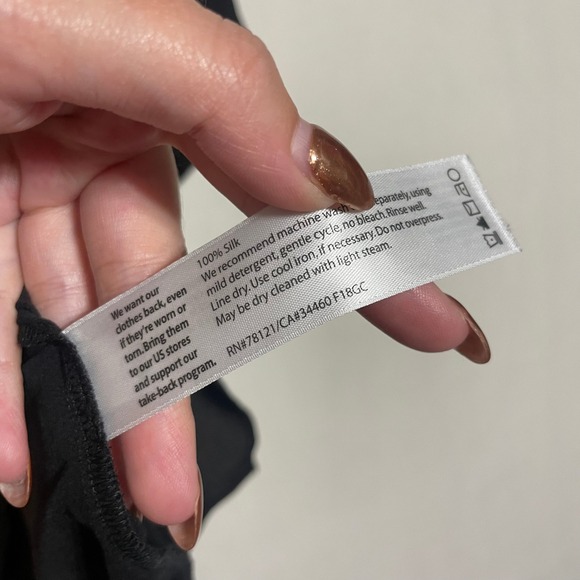 We want our
clothes back, even
if they're worn or
torn. Bring them
to our US stores
and support our
take-back program.
100% Silk
We recommend machine wash separately, using
mild detergent, gentle cycle, no bleach. Rinse well.
Line dry. Use cool iron, if necessary. Do not overpress.
May be dry cleaned with light steam.
RN#78121/CA#34460 F18GC